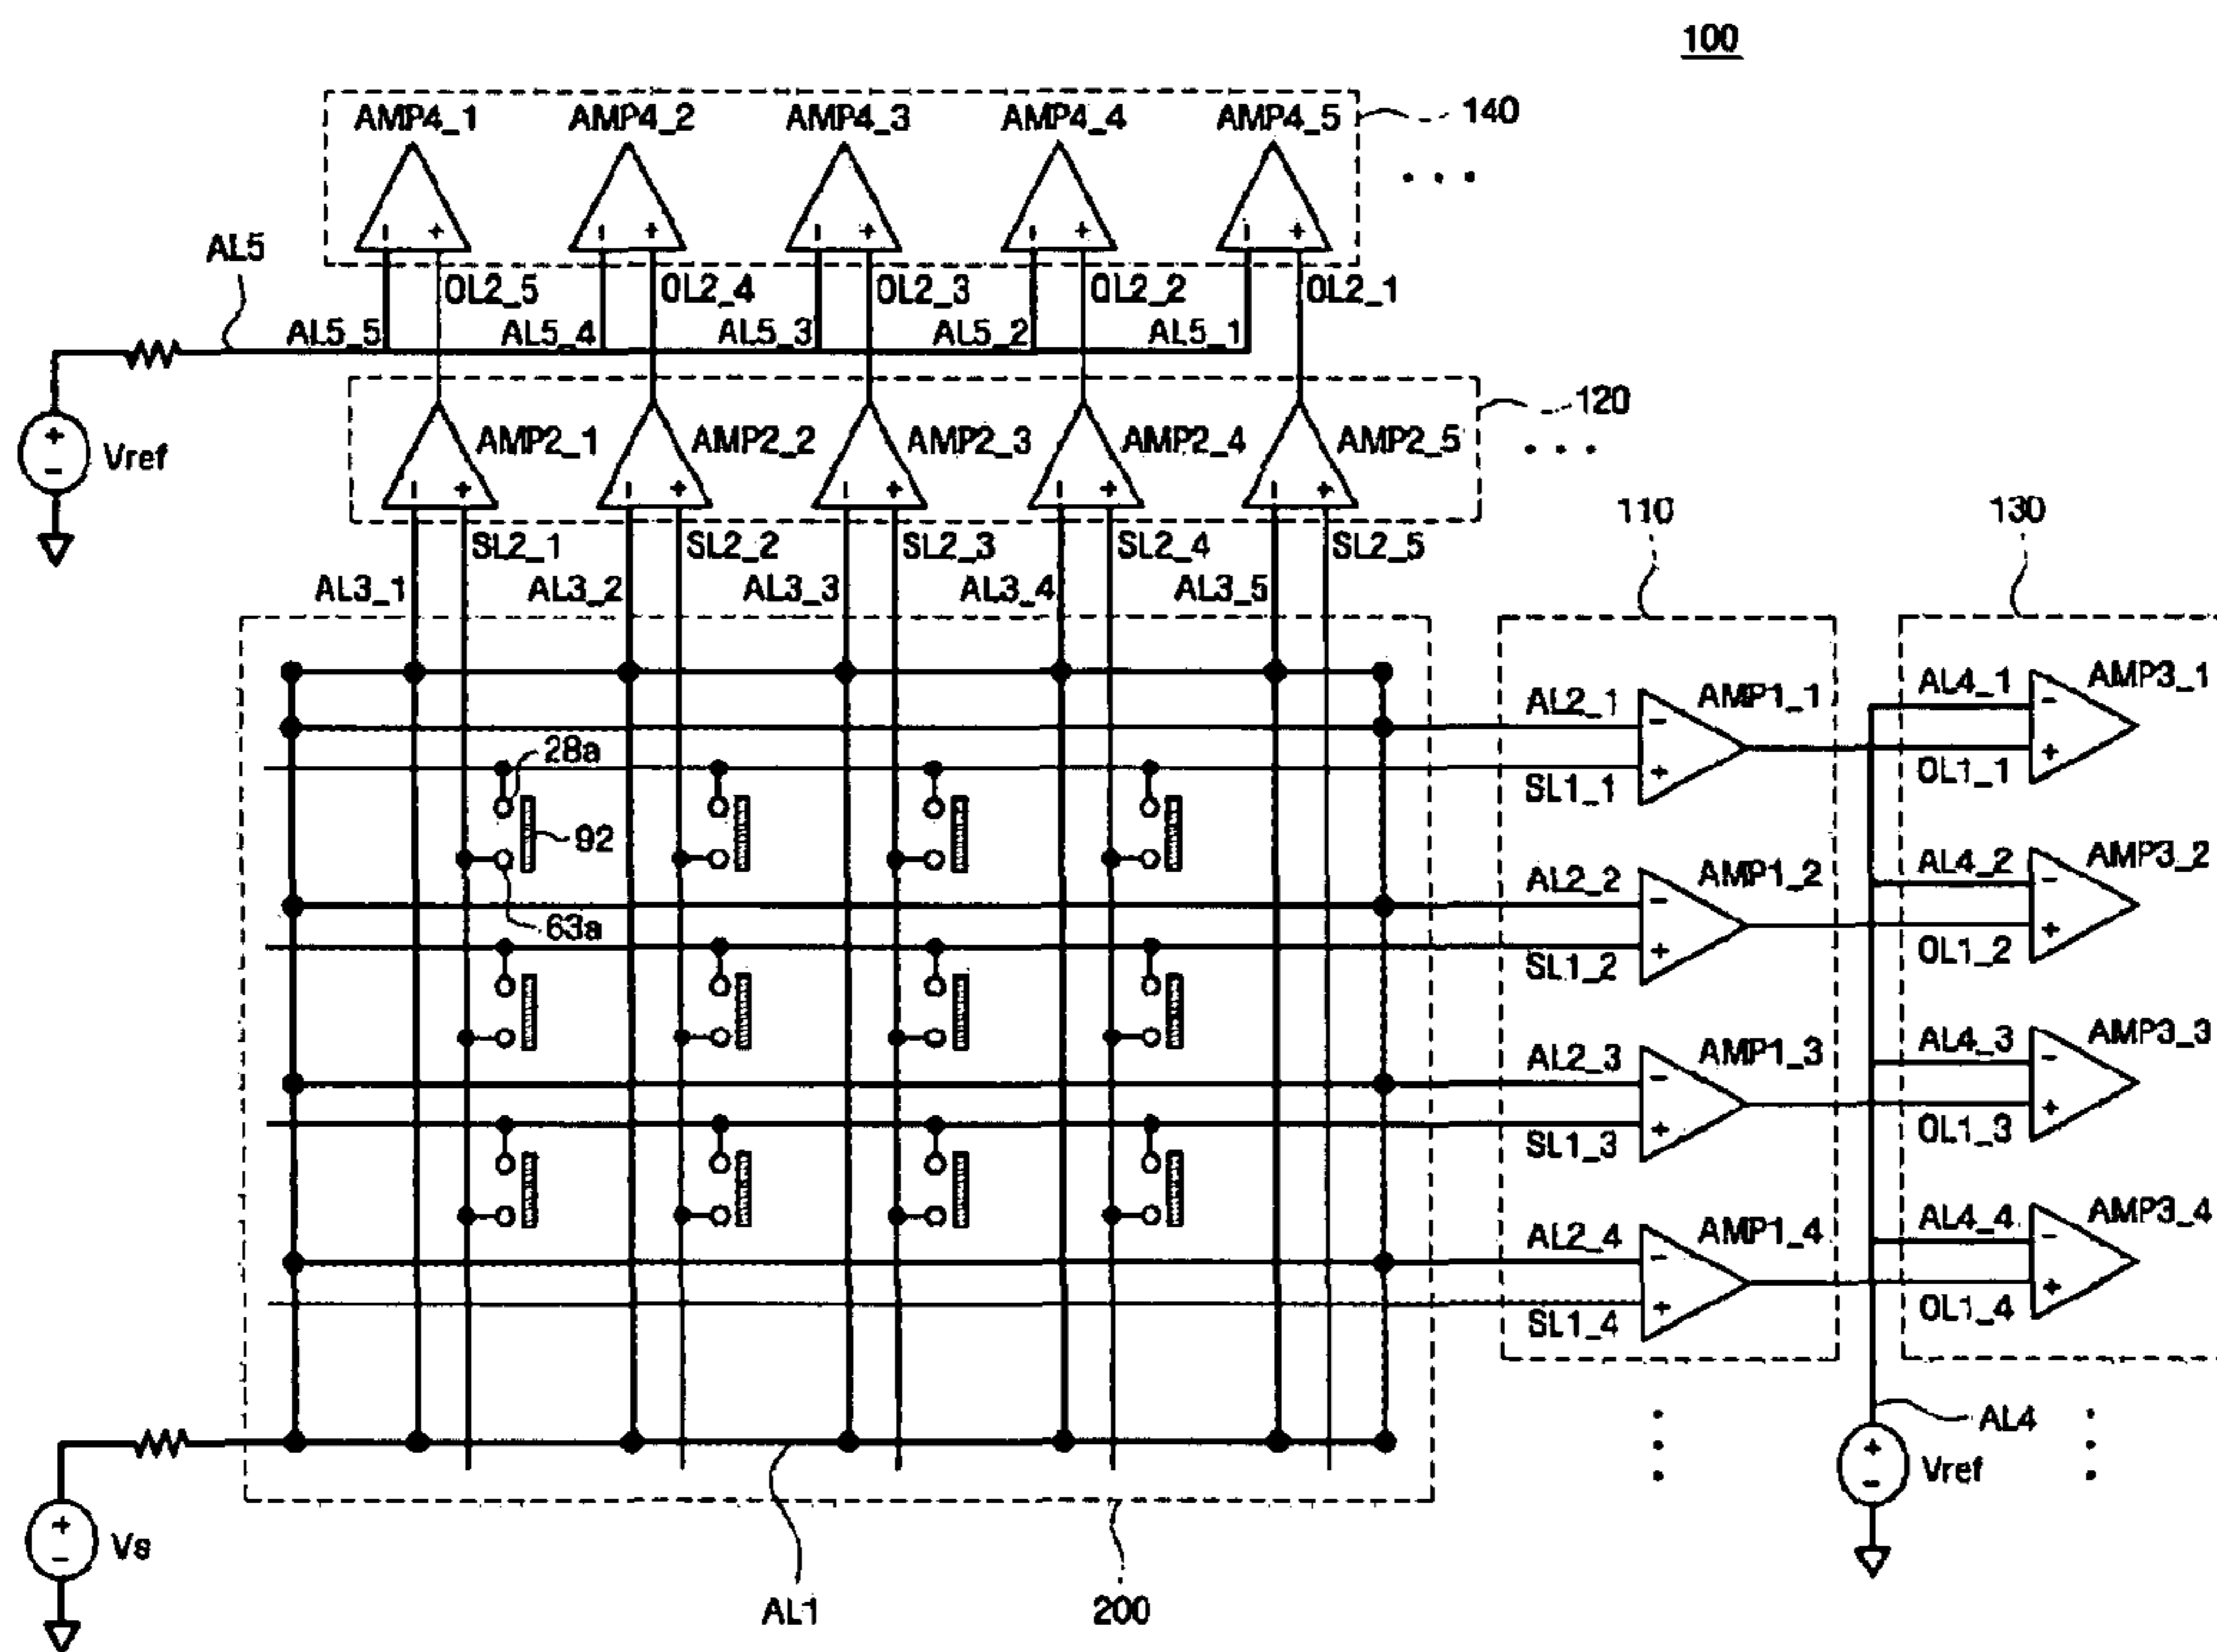 100
AMP4_1 AMP4_2 AMP4_3 AMP4_4 AMP4_5 140
- + - + - + - + - +
AL5 OL2_5 OL2_4 OL2_3 OL2_2 OL2_1
AL5_5 AL5_4 AL5_3 AL5_2 AL5_1
120
+ - Vref AMP2_1 AMP2_2 AMP2_3 AMP2_4 AMP2_5
- + - + - + - + - +
110 130
SL2_1 SL2_2 SL2_3 SL2_4 SL2_5
AL3_1 AL3_2 AL3_3 AL3_4 AL3_5
AL2_1 - AMP1_1 AL4_1 - AMP3_1
28a SL1_1 + OL1_1 +
92
63a
AL2_2 - AMP1_2 AL4_2 - AMP3_2
SL1_2 + OL1_2 +
AL2_3 - AMP1_3 AL4_3 - AMP3_3
SL1_3 + OL1_3 +
AL2_4 - AMP1_4 AL4_4 - AMP3_4
SL1_4 + OL1_4 +
AL4
+ - Vref
+ - Vs
AL1 200